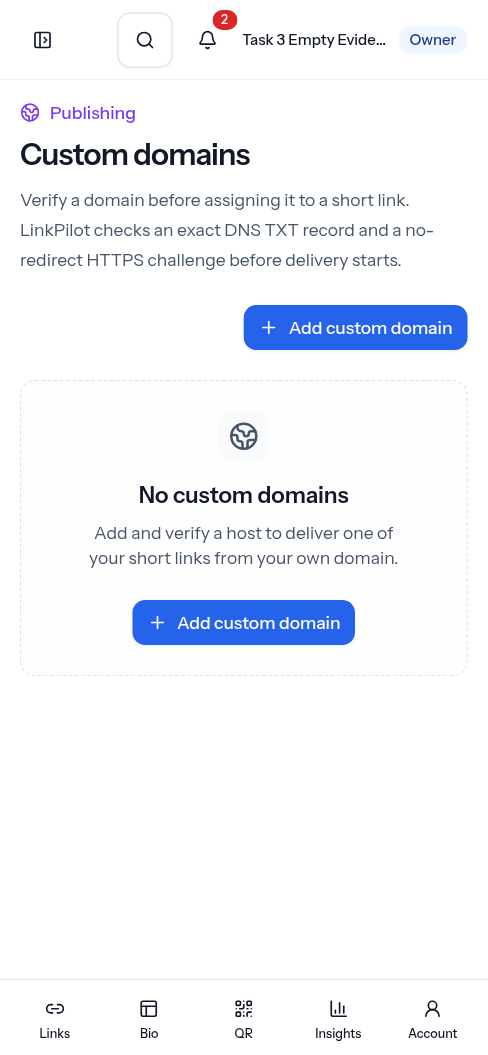 2
Task 3 Empty Evide...
Owner
Publishing
Custom domains
Verify a domain before assigning it to a short link.
LinkPilot checks an exact DNS TXT record and a no-
redirect HTTPS challenge before delivery starts.
Add custom domain
No custom domains
Add and verify a host to deliver one of
your short links from your own domain.
Add custom domain
Links
Bio
QR
Insights
Account